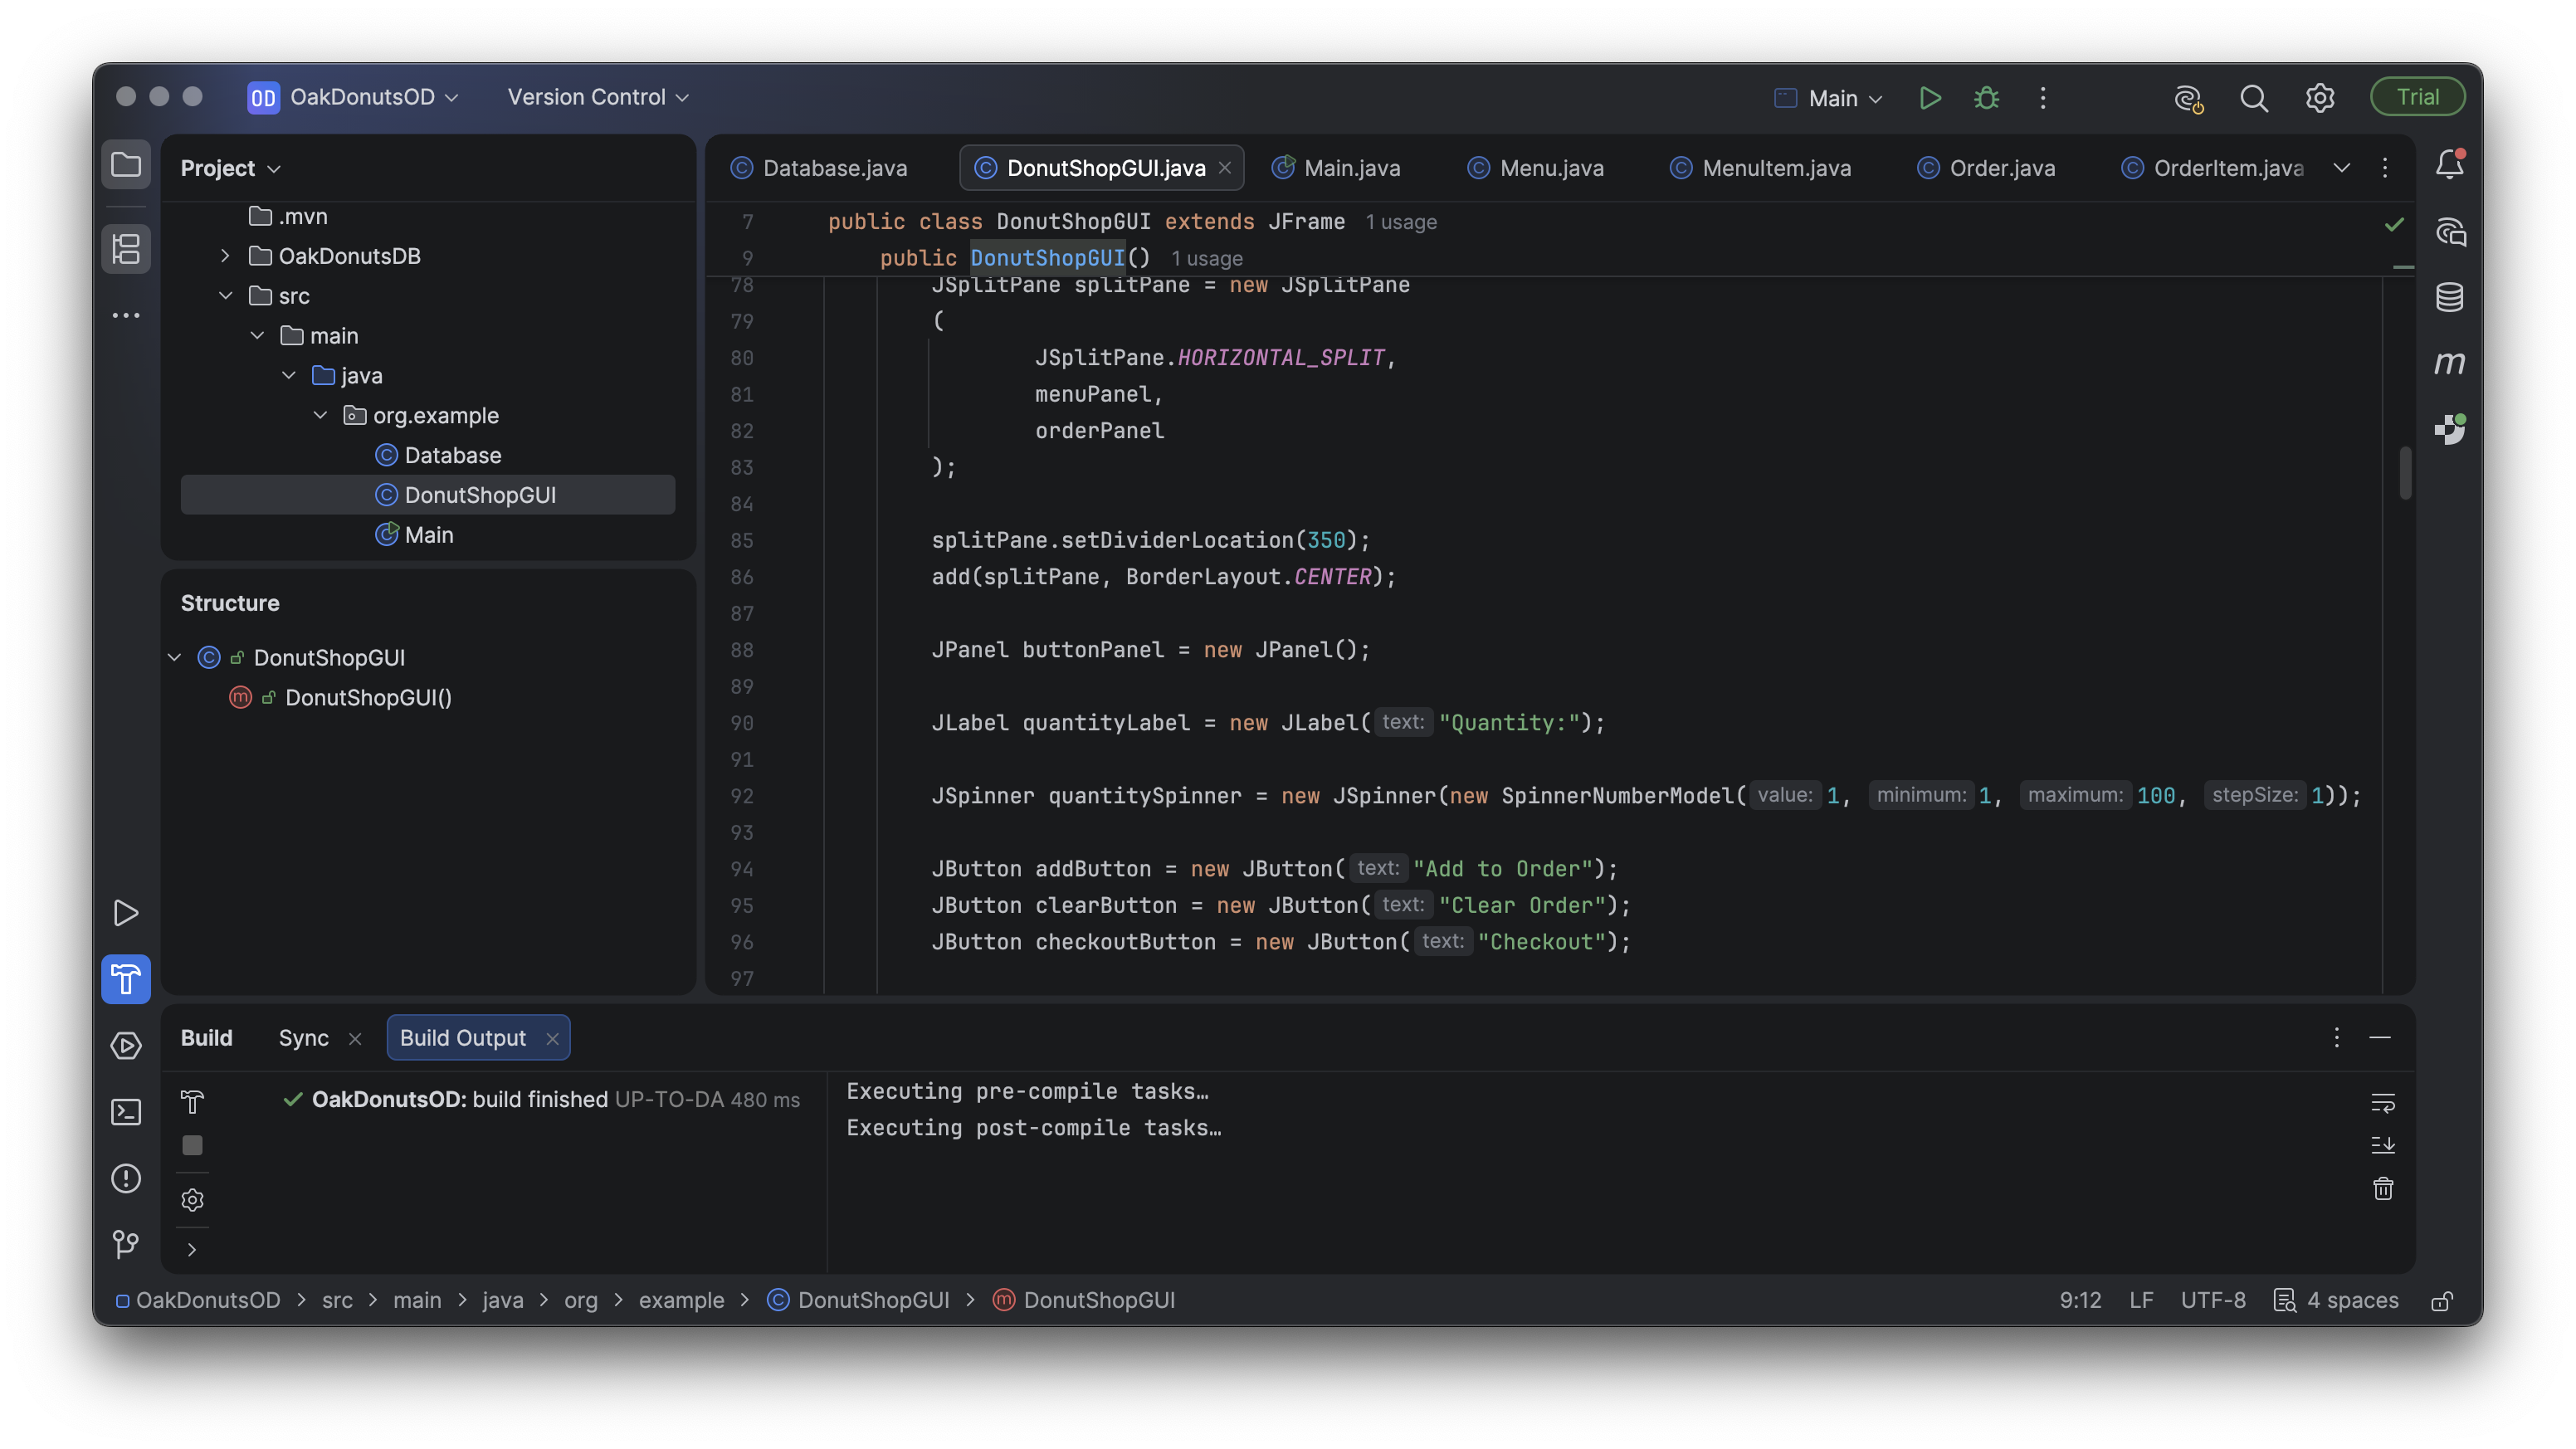 OD OakDonutsOD Version Control Main Trial
Project
.mvn
OakDonutsDB
src
main
java
org.example
Database
DonutShopGUI
Main
Structure
DonutShopGUI
DonutShopGUI()
Database.java DonutShopGUI.java Main.java Menu.java MenuItem.java Order.java OrderItem.java
7 public class DonutShopGUI extends JFrame 1 usage
9 public DonutShopGUI() 1 usage
78 JSplitPane splitPane = new JSplitPane
79 (
80 JSplitPane.HORIZONTAL_SPLIT,
81 menuPanel,
82 orderPanel
83 );
84
85 splitPane.setDividerLocation(350);
86 add(splitPane, BorderLayout.CENTER);
87
88 JPanel buttonPanel = new JPanel();
89
90 JLabel quantityLabel = new JLabel( text: "Quantity:");
91
92 JSpinner quantitySpinner = new JSpinner(new SpinnerNumberModel( value: 1, minimum: 1, maximum: 100, stepSize: 1));
93
94 JButton addButton = new JButton( text: "Add to Order");
95 JButton clearButton = new JButton( text: "Clear Order");
96 JButton checkoutButton = new JButton( text: "Checkout");
97
Build Sync Build Output
OakDonutsOD: build finished UP-TO-DA 480 ms
Executing pre-compile tasks…
Executing post-compile tasks…
OakDonutsOD > src > main > java > org > example > DonutShopGUI > DonutShopGUI 9:12 LF UTF-8 4 spaces